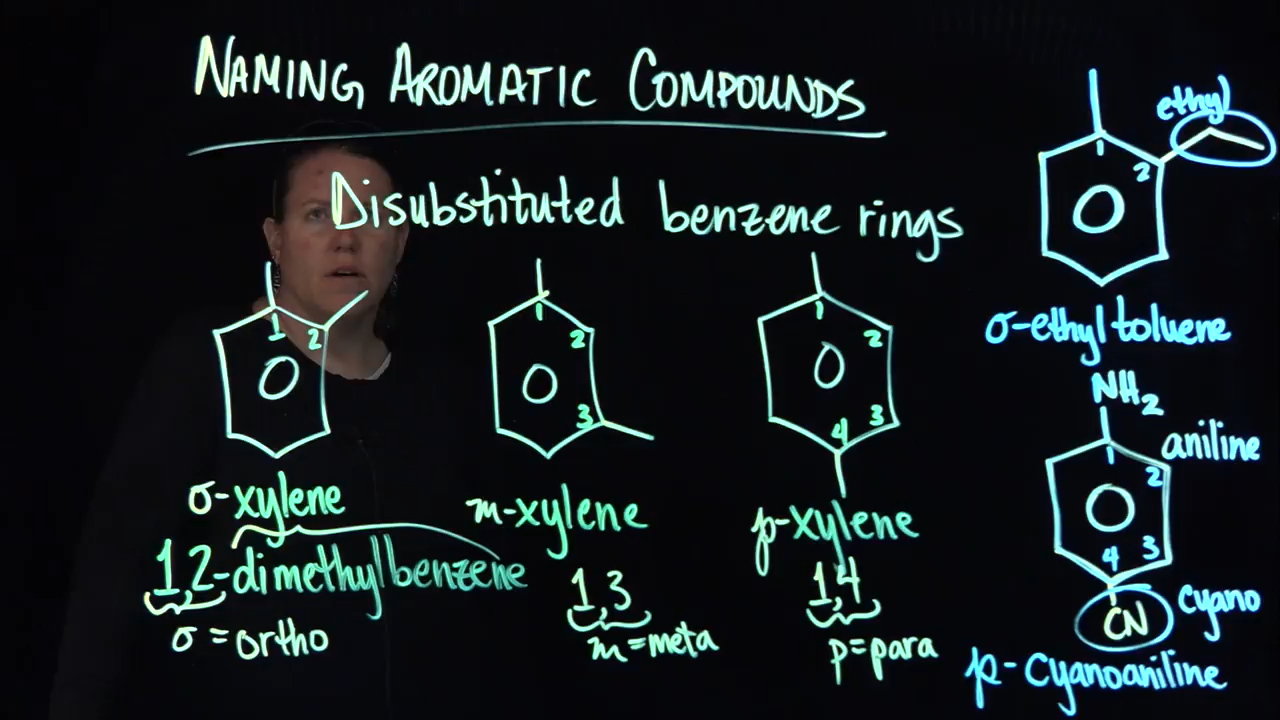 NAMING AROMATIC COMPOUNDS
Disubstituted benzene rings
1
2
o-xylene
1,2-dimethylbenzene
o=ortho
1
2
3
m-xylene
1,3
m=meta
1
2
3
4
p-xylene
1,4
p=para
ethyl
1
2
o-ethyltoluene
NH2
aniline
1
2
3
4
CN
cyano
p-cyanoaniline